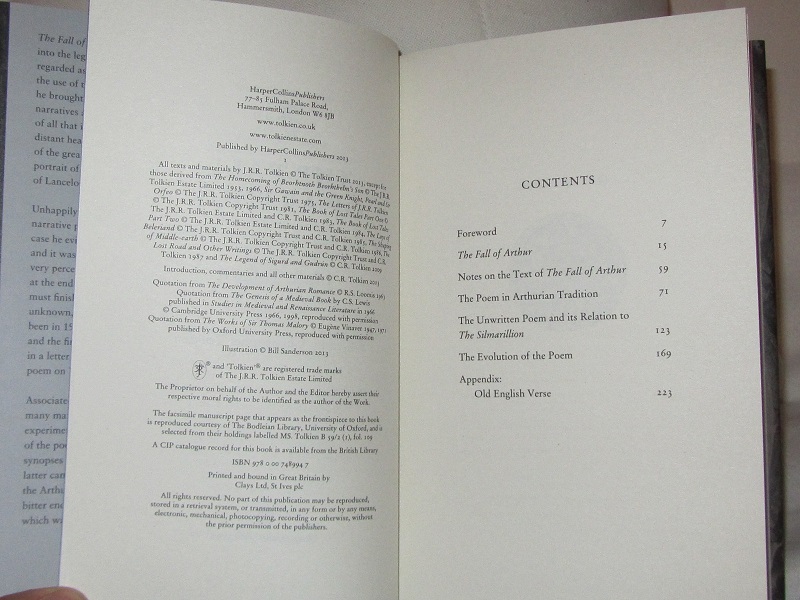 The Fall of
into the leg
regarded as
the use of
he brought
narratives
of all that
distant hea
of the grea
portrait of
of Lancelo
Unhappily
narrative p
case he evi
and it was
very perce
at the end
must finish
unknown,
been in 19
and the fi
in a letter
poem on
Associate
many ma
experime
of the po
synopses
latter can
the Arthu
bitter end
which wa
HarperCollinsPublishers
77–85 Fulham Palace Road,
Hammersmith, London W6 8JB
www.tolkien.co.uk
www.tolkienestate.com
Published by HarperCollinsPublishers 2013
1
All texts and materials by J.R.R. Tolkien © The Tolkien Trust 2013, except for
those derived from The Homecoming of Beorhtnoth Beorhthelm's Son © The J.R.R.
Tolkien Estate Limited 1953, 1966, Sir Gawain and the Green Knight, Pearl and Sir
Orfeo © The J.R.R. Tolkien Copyright Trust 1975, The Letters of J.R.R. Tolkien
© The J.R.R. Tolkien Copyright Trust 1981, The Book of Lost Tales Part One ©
The J.R.R. Tolkien Estate Limited and C.R. Tolkien 1983, The Book of Lost Tales
Part Two © The J.R.R. Tolkien Estate Limited and C.R. Tolkien 1984, The Lays of
Beleriand © The J.R.R. Tolkien Copyright Trust and C.R. Tolkien 1985, The Shaping
of Middle-earth © The J.R.R. Tolkien Copyright Trust and C.R. Tolkien 1986, The
Lost Road and Other Writings © The J.R.R. Tolkien Copyright Trust and C.R.
Tolkien 1987 and The Legend of Sigurd and Gudrún © C.R. Tolkien 2009
Introduction, commentaries and all other materials © C.R. Tolkien 2013
Quotation from The Development of Arthurian Romance © R.S. Loomis 1963
Quotation from The Genesis of a Medieval Book by C.S. Lewis
published in Studies in Medieval and Renaissance Literature in 1966
© Cambridge University Press 1966, 1998, reproduced with permission
Quotation from The Works of Sir Thomas Malory © Eugène Vinaver 1947, 1971
published by Oxford University Press, reproduced with permission
Illustration © Bill Sanderson 2013
® and 'Tolkien'® are registered trade marks
of The J.R.R. Tolkien Estate Limited
The Proprietor on behalf of the Author and the Editor hereby assert their
respective moral rights to be identified as the author of the Work.
The facsimile manuscript page that appears as the frontispiece to this book
is reproduced courtesy of The Bodleian Library, University of Oxford, and is
selected from their holdings labelled MS. Tolkien B 59/2 (1), fol. 109
A CIP catalogue record for this book is available from the British Library
ISBN 978 0 00 748994 7
Printed and bound in Great Britain by
Clays Ltd, St Ives plc
All rights reserved. No part of this publication may be reproduced,
stored in a retrieval system, or transmitted, in any form or by any means,
electronic, mechanical, photocopying, recording or otherwise, without
the prior permission of the publishers.
CONTENTS
Foreword 7
The Fall of Arthur 15
Notes on the Text of The Fall of Arthur 59
The Poem in Arthurian Tradition 71
The Unwritten Poem and its Relation to
The Silmarillion 123
The Evolution of the Poem 169
Appendix:
Old English Verse 223